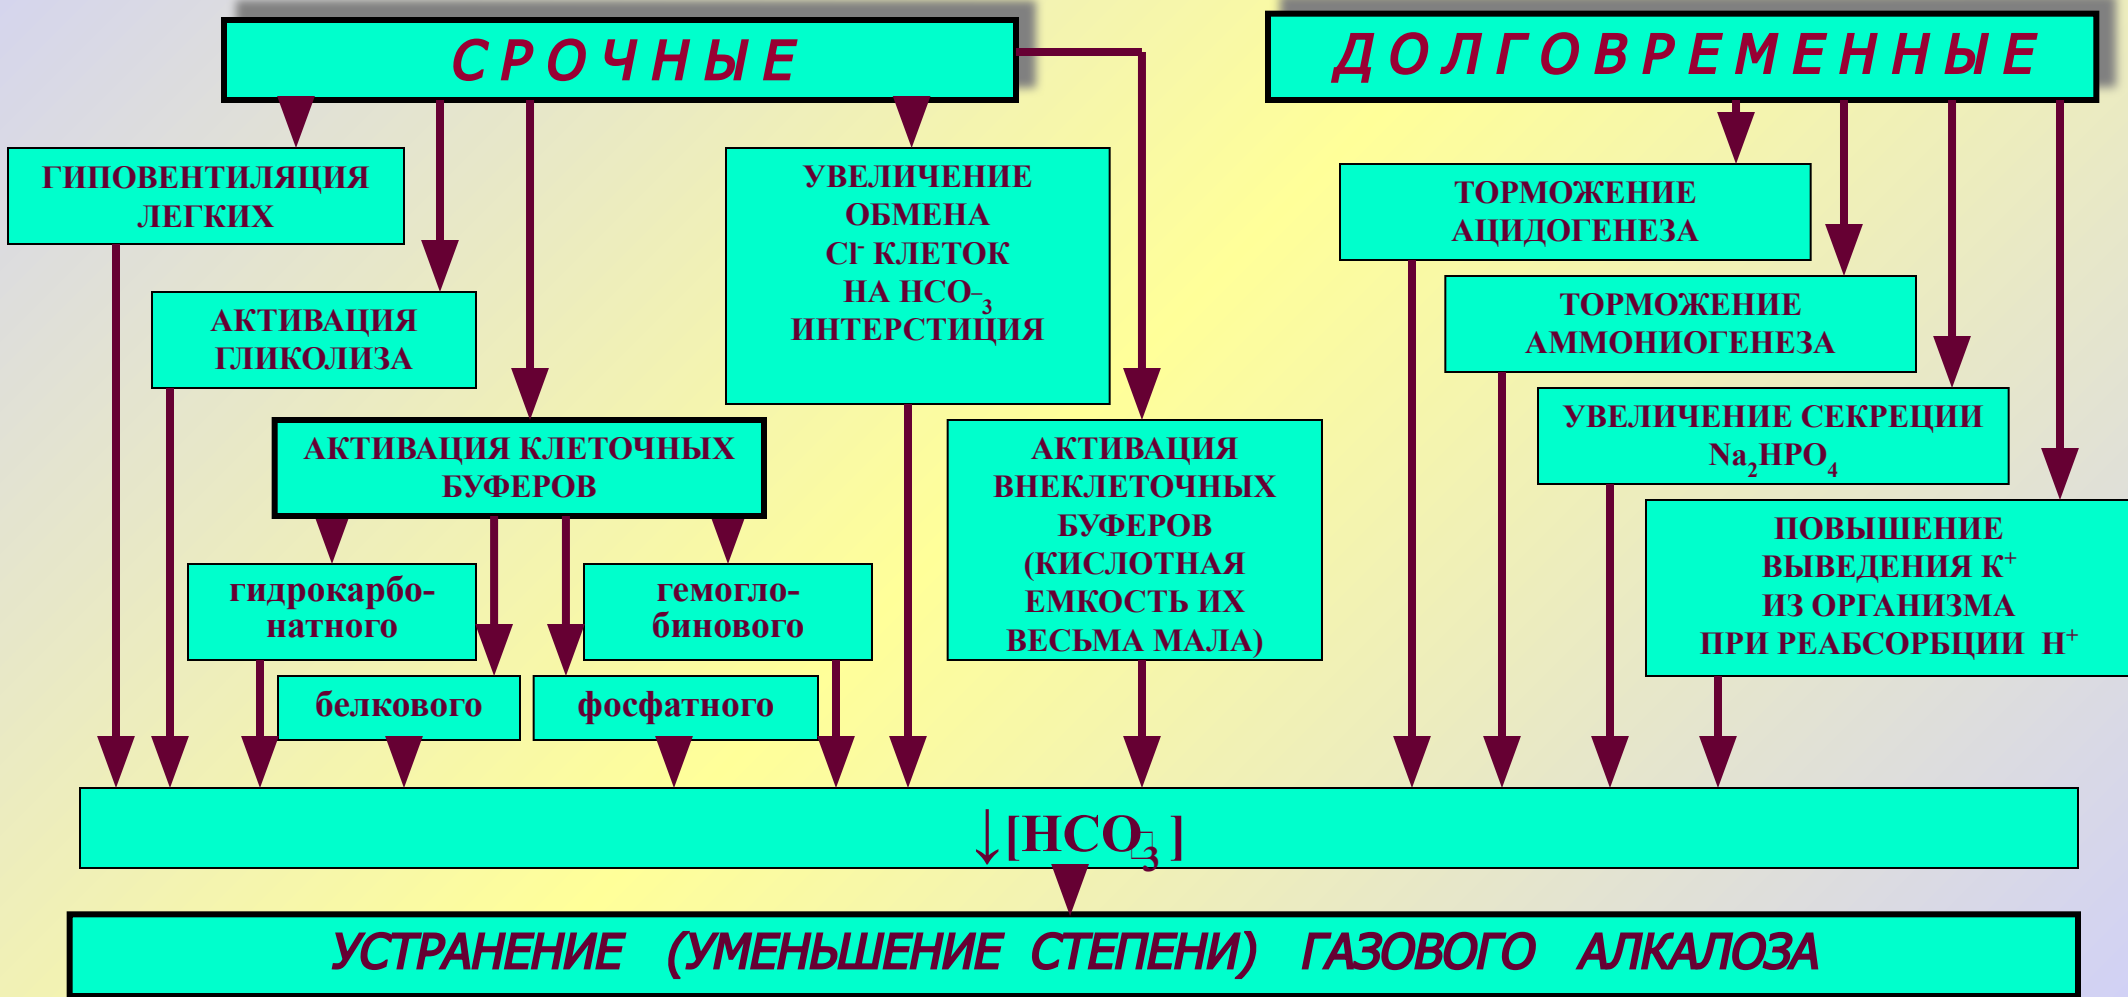 СРОЧНЫЕ
ДОЛГОВРЕМЕННЫЕ
ГИПОВЕНТИЛЯЦИЯ
ЛЕГКИХ
АКТИВАЦИЯ
ГЛИКОЛИЗА
АКТИВАЦИЯ КЛЕТОЧНЫХ
БУФЕРОВ
гидрокарбо-
натного
белкового
фосфатного
гемогло-
бинового
УВЕЛИЧЕНИЕ
ОБМЕНА
Cl⁻ КЛЕТОК
НА HCO⁻₃
ИНТЕРСТИЦИЯ
АКТИВАЦИЯ
ВНЕКЛЕТОЧНЫХ
БУФЕРОВ
(КИСЛОТНАЯ
ЕМКОСТЬ ИХ
ВЕСЬМА МАЛА)
ТОРМОЖЕНИЕ
АЦИДОГЕНЕЗА
ТОРМОЖЕНИЕ
АММОНИОГЕНЕЗА
УВЕЛИЧЕНИЕ СЕКРЕЦИИ
Na₂HPO₄
ПОВЫШЕНИЕ
ВЫВЕДЕНИЯ К⁺
ИЗ ОРГАНИЗМА
ПРИ РЕАБСОРБЦИИ Н⁺
↓[HCO₃]
УСТРАНЕНИЕ (УМЕНЬШЕНИЕ СТЕПЕНИ) ГАЗОВОГО АЛКАЛОЗА